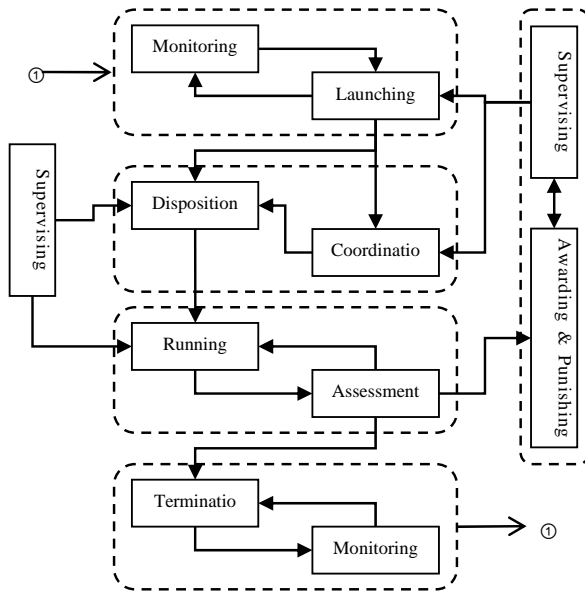 Monitoring
①
Launching
Supervising
Supervising
Disposition
Coordinatio
Awarding & Punishing
Running
Assessment
Terminatio
Monitoring
①